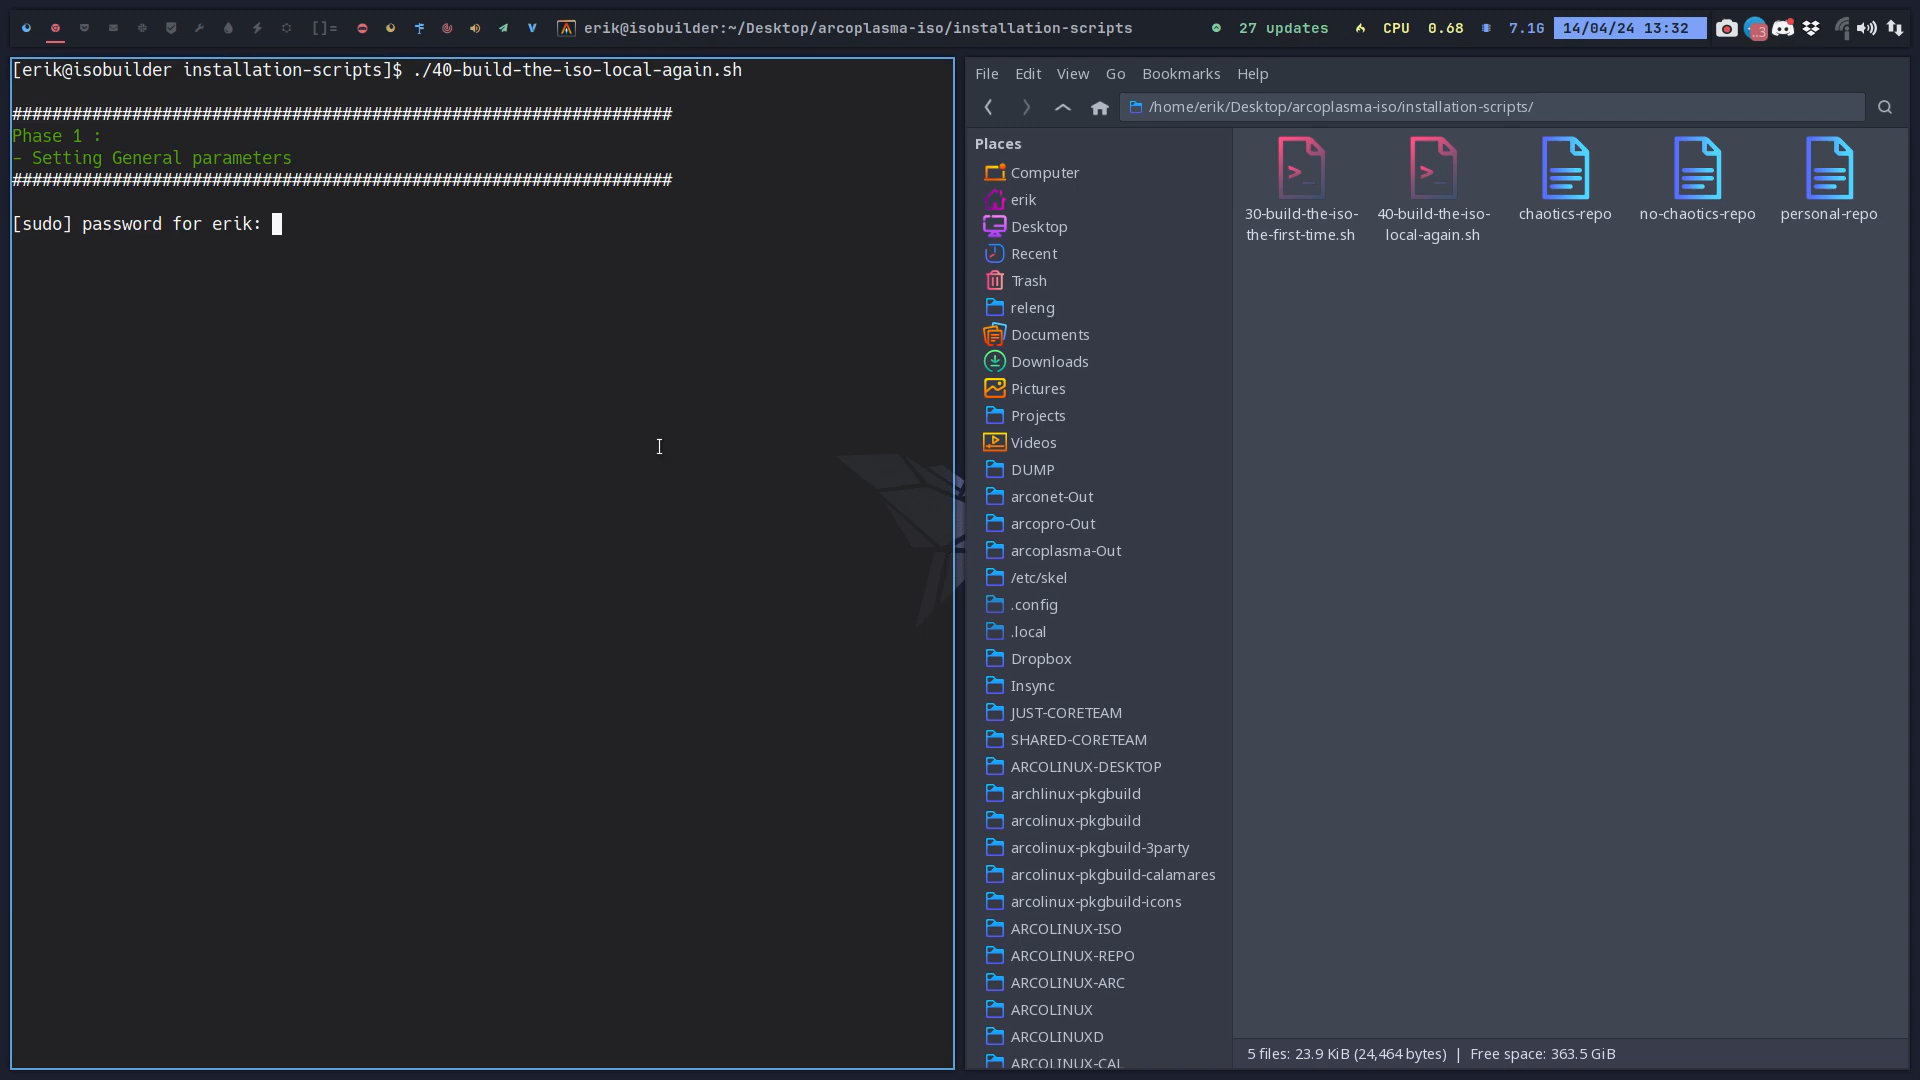 []=
erik@isobuilder:~/Desktop/arcoplasma-iso/installation-scripts
27 updates
CPU 0.68
7.1G
14/04/24 13:32
[erik@isobuilder installation-scripts]$ ./40-build-the-iso-local-again.sh
##################################################################
Phase 1 :
- Setting General parameters
##################################################################
[sudo] password for erik:
File Edit View Go Bookmarks Help
/home/erik/Desktop/arcoplasma-iso/installation-scripts/
Places
Computer
erik
Desktop
Recent
Trash
releng
Documents
Downloads
Pictures
Projects
Videos
DUMP
arconet-Out
arcopro-Out
arcoplasma-Out
/etc/skel
.config
.local
Dropbox
Insync
JUST-CORETEAM
SHARED-CORETEAM
ARCOLINUX-DESKTOP
archlinux-pkgbuild
arcolinux-pkgbuild
arcolinux-pkgbuild-3party
arcolinux-pkgbuild-calamares
arcolinux-pkgbuild-icons
ARCOLINUX-ISO
ARCOLINUX-REPO
ARCOLINUX-ARC
ARCOLINUX
ARCOLINUXD
ARCOLINUX-CAL
30-build-the-iso-
the-first-time.sh
40-build-the-iso-
local-again.sh
chaotics-repo
no-chaotics-repo
personal-repo
5 files: 23.9 KiB (24,464 bytes) | Free space: 363.5 GiB